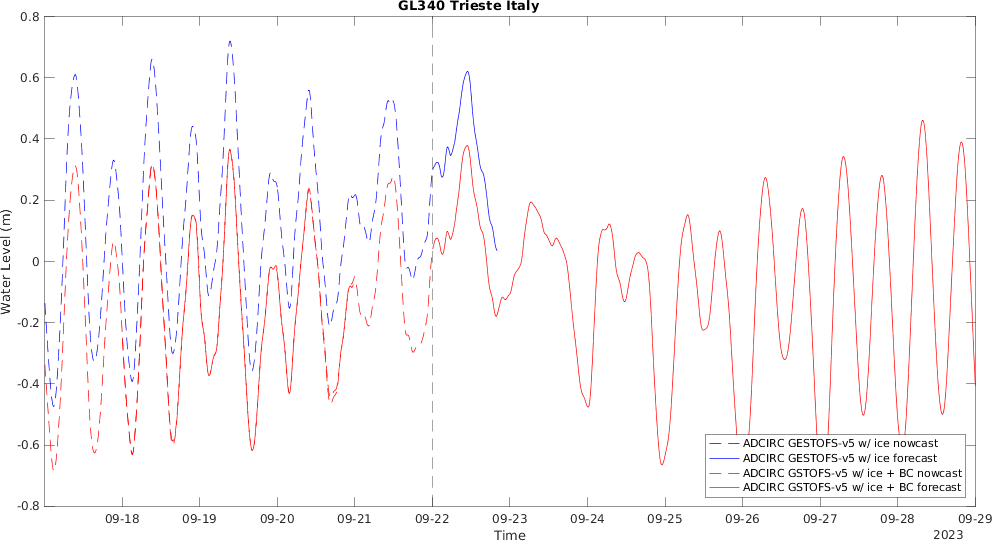 GL340 Trieste Italy
0.8
0.6
0.4
0.2
0
-0.2
-0.4
-0.6
-0.8
Water Level (m)
ADCIRC GESTOFS-v5 w/ ice nowcast
ADCIRC GESTOFS-v5 w/ ice forecast
ADCIRC GSTOFS-v5 w/ ice + BC nowcast
ADCIRC GSTOFS-v5 w/ ice + BC forecast
09-18 09-19 09-20 09-21 09-22 09-23 09-24 09-25 09-26 09-27 09-28 09-29
Time
2023